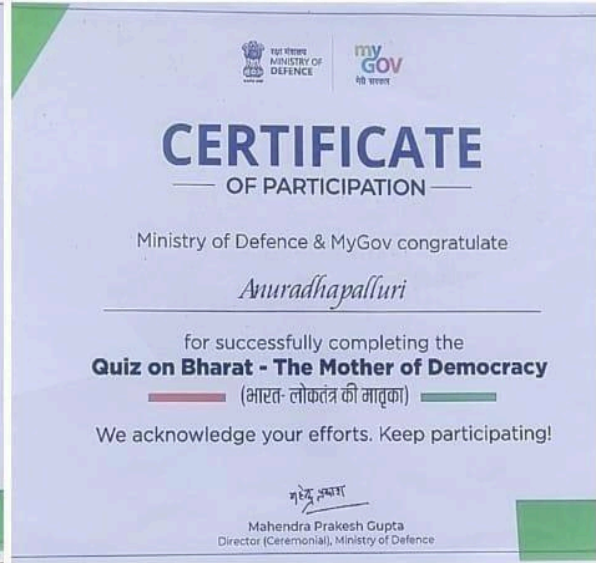 रक्षा मंत्रालय
MINISTRY OF
DEFENCE
my
GOV
मेरी सरकार
CERTIFICATE
OF PARTICIPATION
Ministry of Defence & MyGov congratulate
Anuradhapalluri
for successfully completing the
Quiz on Bharat - The Mother of Democracy
(भारत- लोकतंत्र की मातृका)
We acknowledge your efforts. Keep participating!
महेन्द्र प्रकाश
Mahendra Prakesh Gupta
Director (Ceremonial), Ministry of Defence